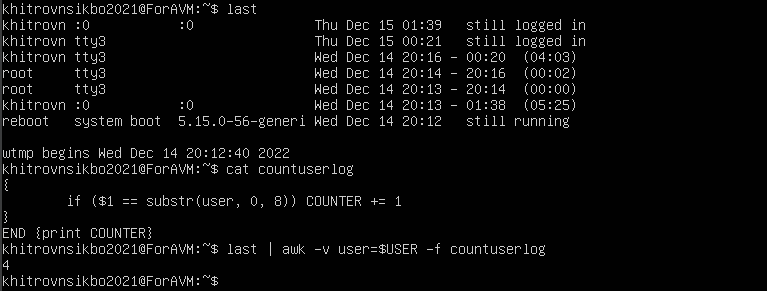 khitrovnsikbo2021@ForAVM:~$ last
khitrovn :0           :0               Thu Dec 15 01:39   still logged in
khitrovn tty3                          Thu Dec 15 00:21   still logged in
khitrovn tty3                          Wed Dec 14 20:16 - 00:20  (04:03)
root     tty3                          Wed Dec 14 20:14 - 20:16  (00:02)
root     tty3                          Wed Dec 14 20:13 - 20:14  (00:00)
khitrovn :0           :0               Wed Dec 14 20:13 - 01:38  (05:25)
reboot   system boot  5.15.0-56-generi Wed Dec 14 20:12   still running
wtmp begins Wed Dec 14 20:12:40 2022
khitrovnsikbo2021@ForAVM:~$ cat countuserlog
{
        if ($1 == substr(user, 0, 8)) COUNTER += 1
}
END {print COUNTER}
khitrovnsikbo2021@ForAVM:~$ last | awk -v user=$USER -f countuserlog
4
khitrovnsikbo2021@ForAVM:~$